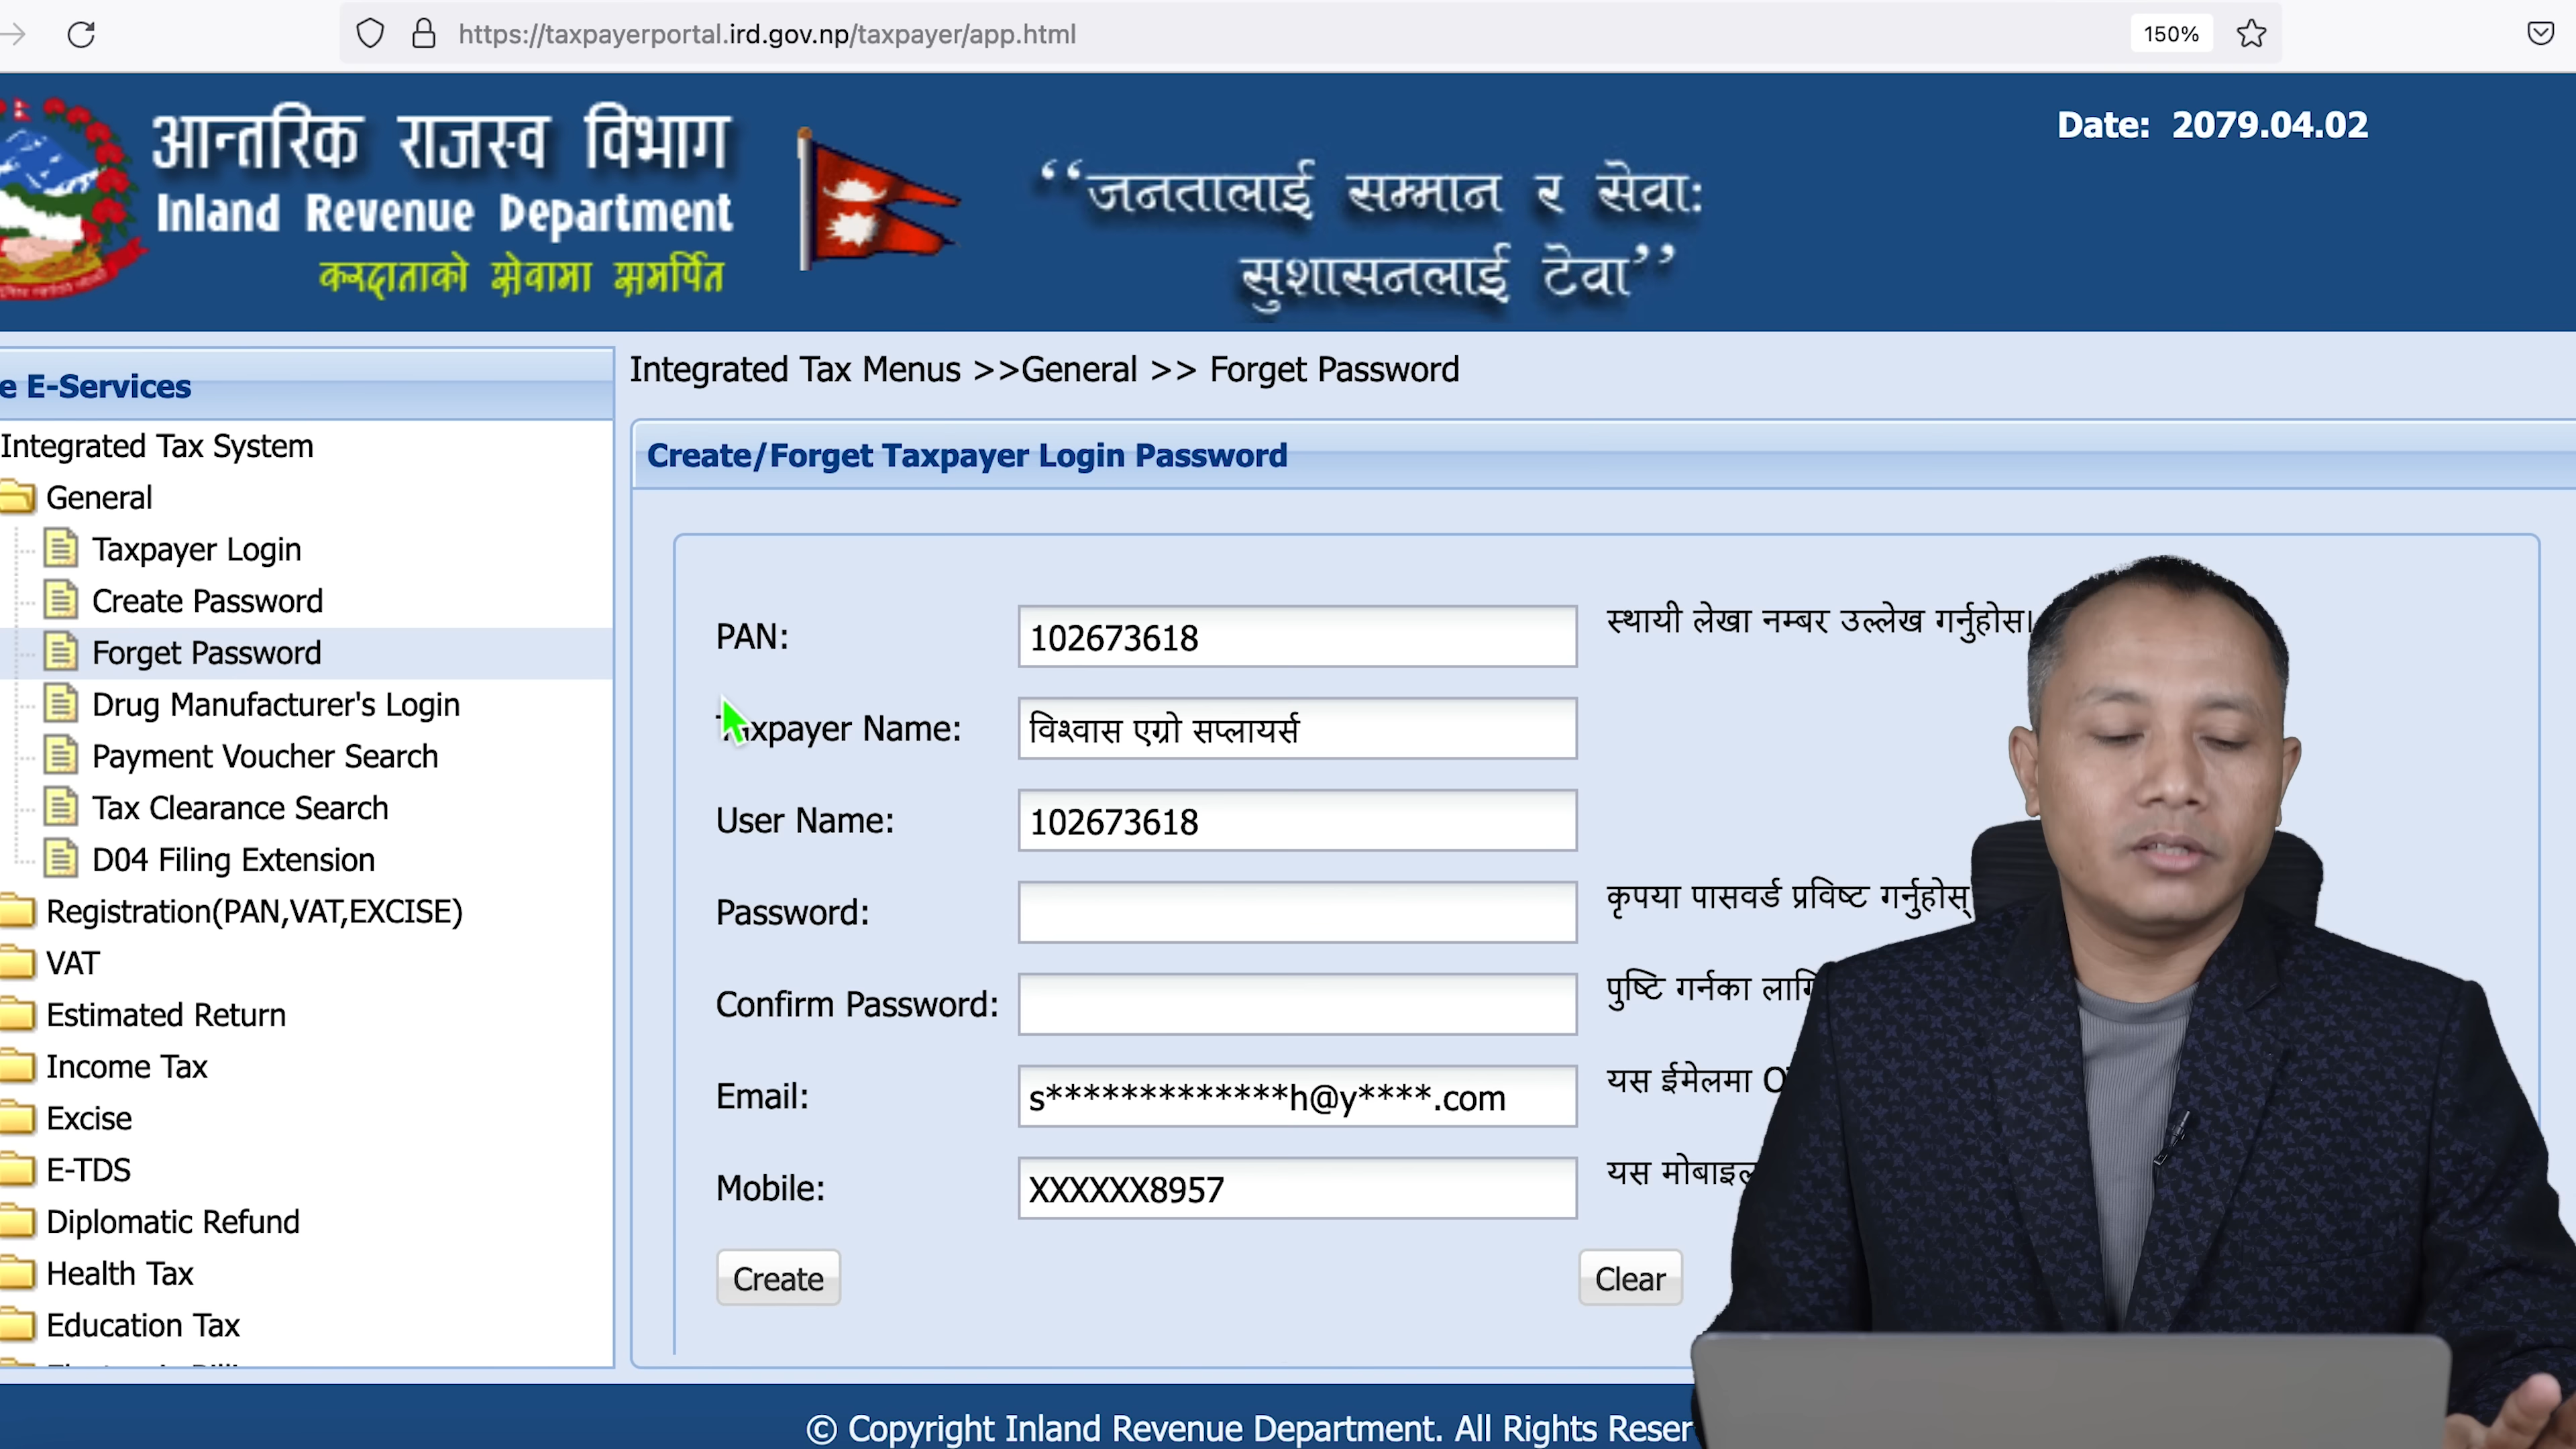 https://taxpayerportal.ird.gov.np/taxpayer/app.html
150%
आन्तरिक राजस्व विभाग
Inland Revenue Department
करदाताको सेवामा समर्पित
“जनतालाई सम्मान र सेवाः
सुशासनलाई टेवा”
Date: 2079.04.02
e E-Services
Integrated Tax System
General
Taxpayer Login
Create Password
Forget Password
Drug Manufacturer's Login
Payment Voucher Search
Tax Clearance Search
D04 Filing Extension
Registration(PAN,VAT,EXCISE)
VAT
Estimated Return
Income Tax
Excise
E-TDS
Diplomatic Refund
Health Tax
Education Tax
Integrated Tax Menus >>General >> Forget Password
Create/Forget Taxpayer Login Password
PAN: 102673618 स्थायी लेखा नम्बर उल्लेख गर्नुहोस।
Taxpayer Name: विश्वास एग्रो सप्लायर्स
User Name: 102673618
Password: कृपया पासवर्ड प्रविष्ट गर्नुहोस्
Confirm Password: पुष्टि गर्नका
Email: s*************h@y****.com यस ईमेलमा
Mobile: XXXXXX8957 यस
Create Clear
© Copyright Inland Revenue Department. All Rights Reser